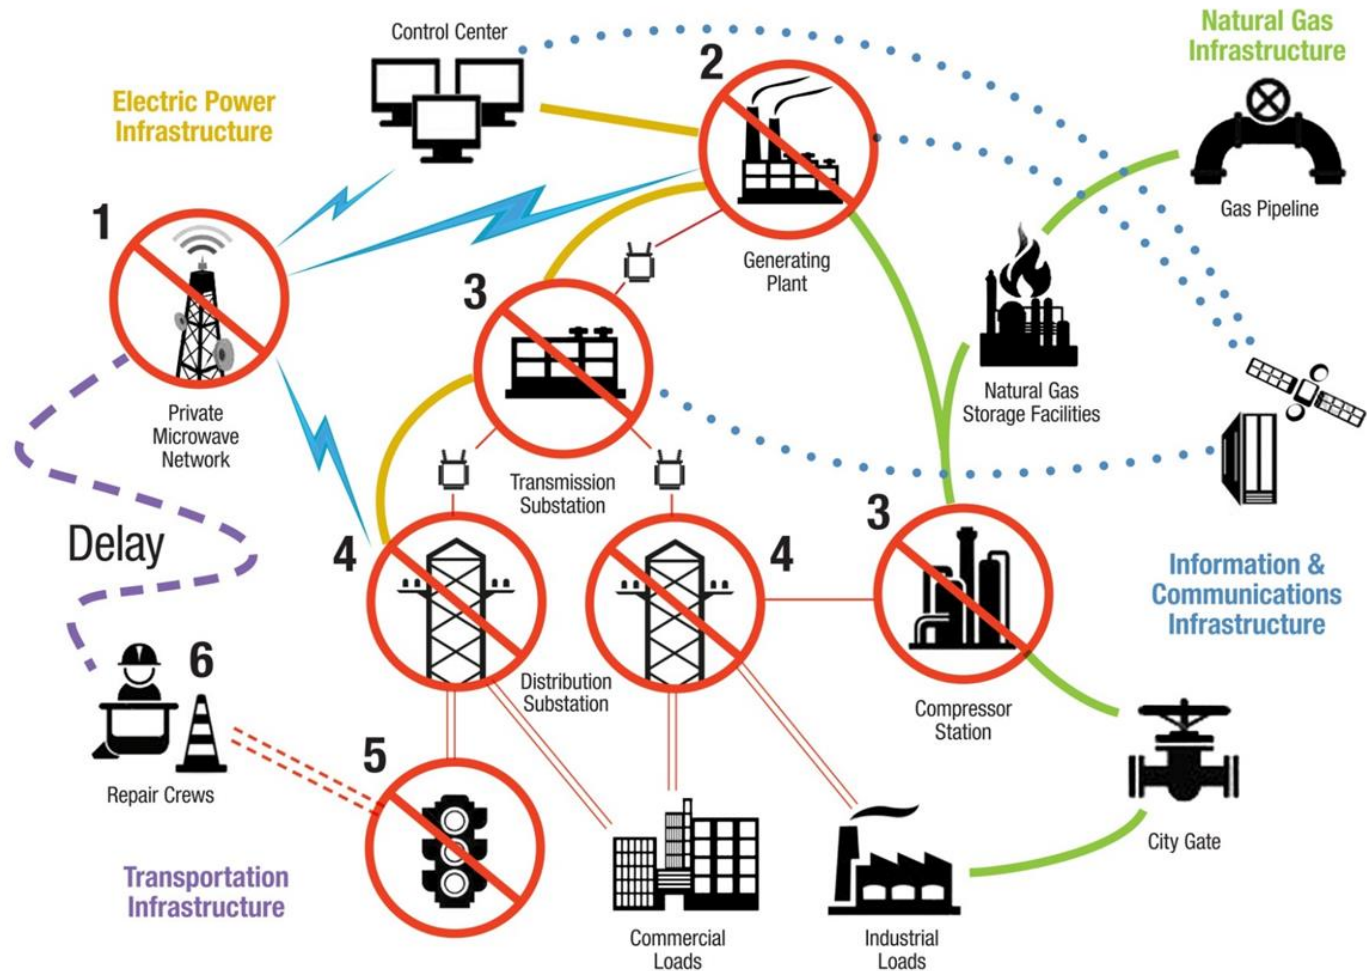 Control Center
Natural Gas
Infrastructure
2
Electric Power
Infrastructure
Gas Pipeline
1
Generating
Plant
3
Natural Gas
Storage Facilities
Private
Microwave
Network
Transmission
Substation
3
Delay
4
4
Information &
Communications
Infrastructure
6
Distribution
Substation
Compressor
Station
5
Repair Crews
City Gate
Transportation
Infrastructure
Commercial
Loads
Industrial
Loads